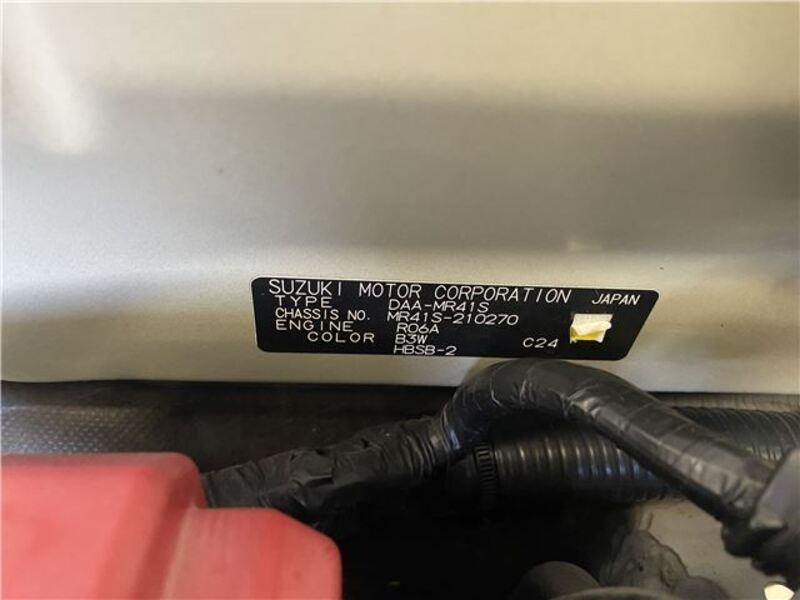 SUZUKI MOTOR CORPORATION JAPAN
TYPE DAA-MR41S
CHASSIS NO. MR41S-210270
ENGINE R06A
COLOR B3W C24
HBSB-2